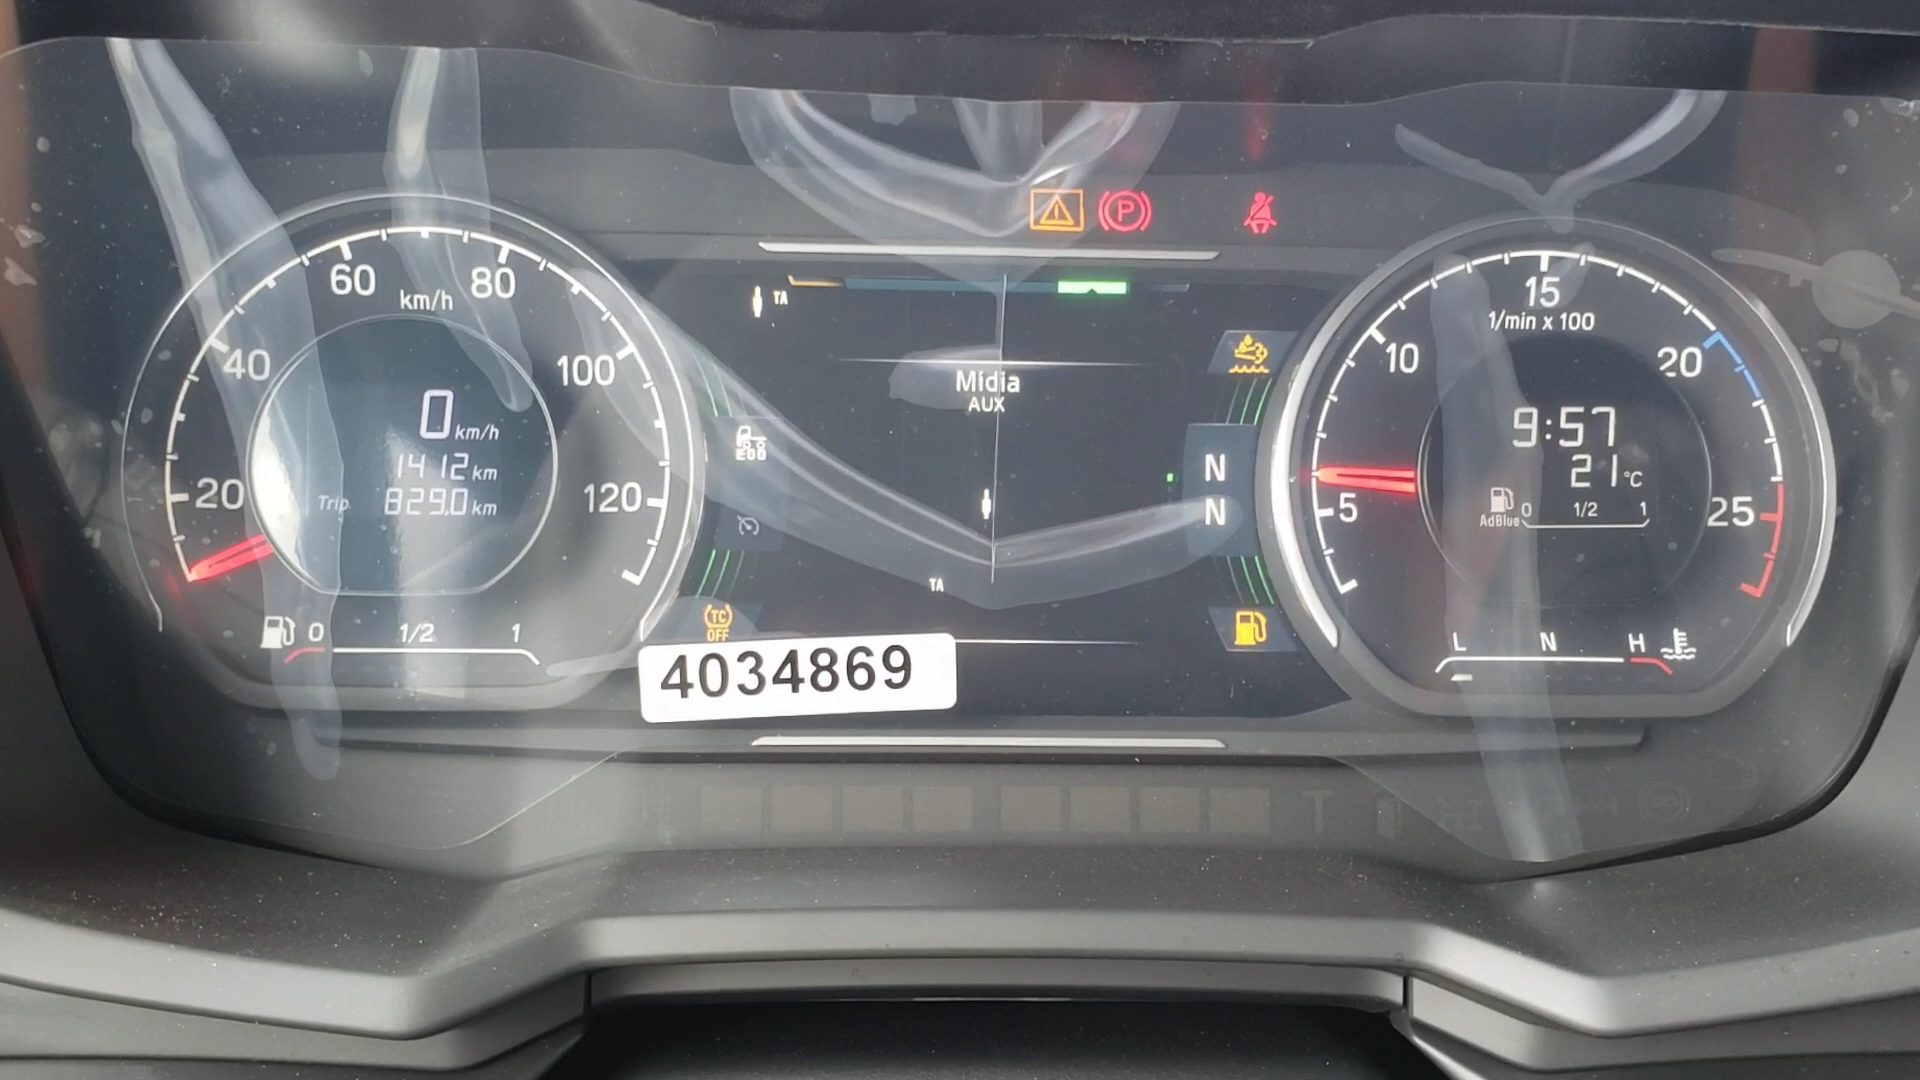 60
80
km/h
40
100
20
120
0 km/h
1412 km
Trip 829,0 km
0 1/2 1
P
TA
Mídia
AUX
ECO
N
N
TA
TC
OFF
4034869
15
1/min x 100
10
20
5
25
9:57
21 °C
AdBlue 0 1/2 1
L N H